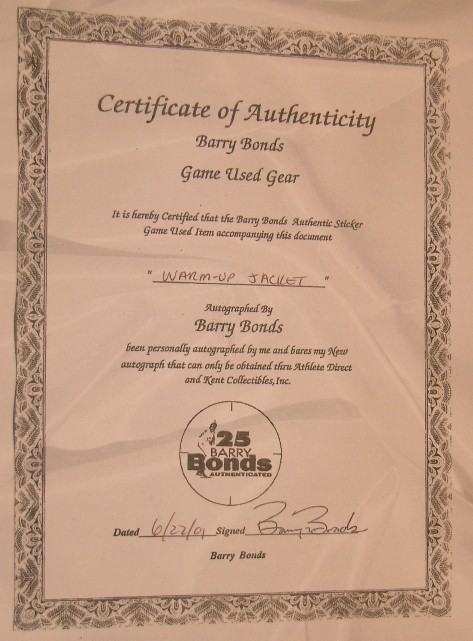 Certificate of Authenticity
Barry Bonds
Game Used Gear
It is hereby Certified that the Barry Bonds Authentic Sticker
Game Used Item accompanying this document
" WARM-UP JACKET "
Autographed By
Barry Bonds
been personally autographed by me and bares my New
autograph that can only be obtained thru Athlete Direct
and Kent Collectibles,Inc.
25
BARRY
Bonds
AUTHENTICATED
Dated 6/22/01 Signed Barry Bonds
Barry Bonds